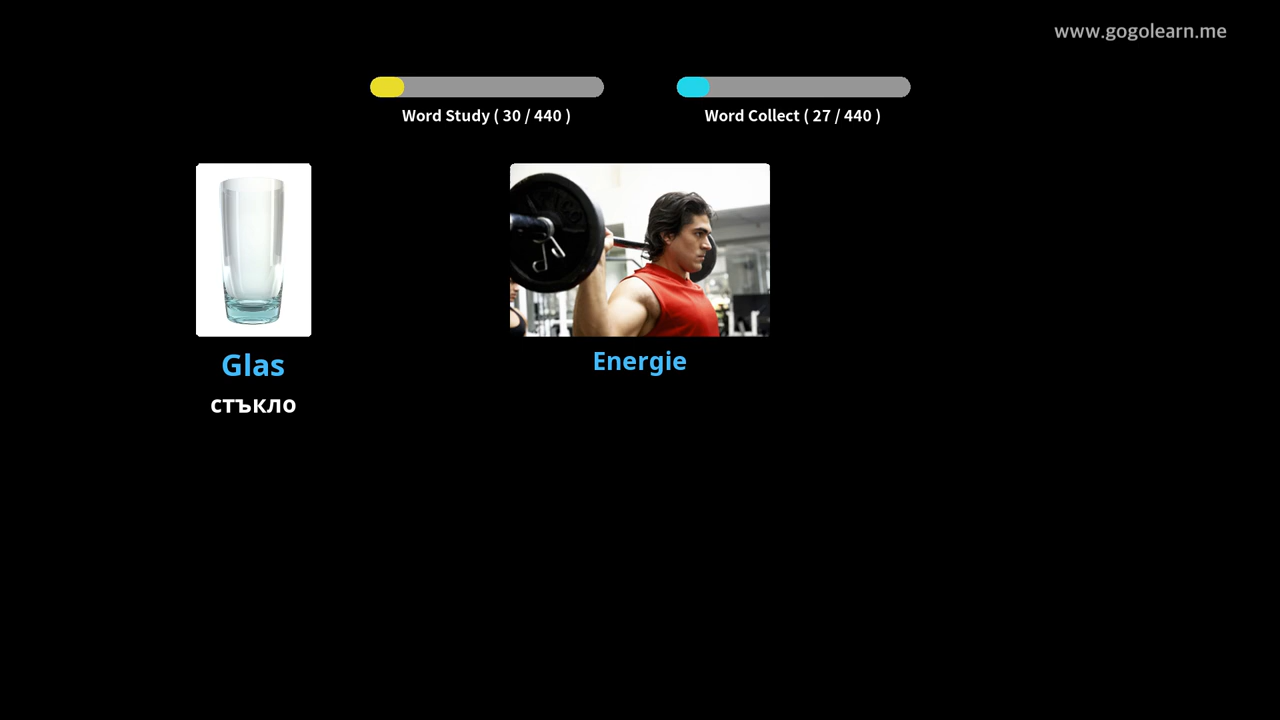 www.gogolearn.me
Word Study ( 30 / 440 )
Word Collect ( 27 / 440 )
Glas
стъкло
Energie